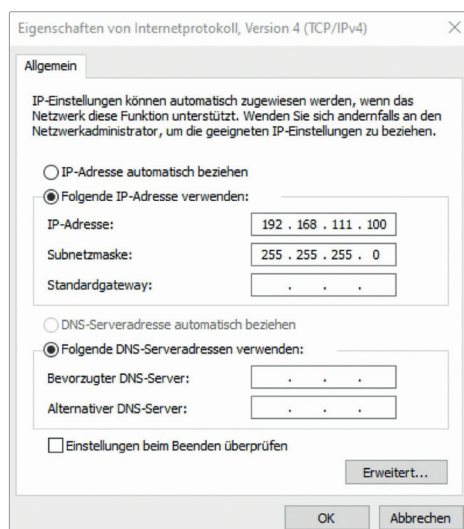 Eigenschaften von Internetprotokoll, Version 4 (TCP/IPv4)
Allgemein
IP-Einstellungen können automatisch zugewiesen werden, wenn das
Netzwerk diese Funktion unterstützt. Wenden Sie sich andernfalls an den
Netzwerkadministrator, um die geeigneten IP-Einstellungen zu beziehen.
IP-Adresse automatisch beziehen
Folgende IP-Adresse verwenden:
IP-Adresse: 192 . 168 . 111 . 100
Subnetzmaske: 255 . 255 . 255 . 0
Standardgateway: . . .
DNS-Serveradresse automatisch beziehen
Folgende DNS-Serveradressen verwenden:
Bevorzugter DNS-Server: . . .
Alternativer DNS-Server: . . .
Einstellungen beim Beenden überprüfen
Erweitert...
OK Abbrechen